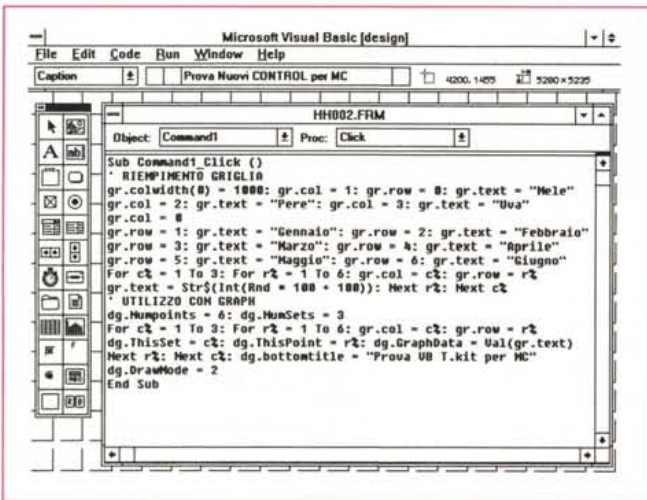 Microsoft Visual Basic [design]
File Edit Code Run Window Help
Caption Prova Nuovi CONTROL per MC 4200, 1455 5280 × 5235
HH002.FRM
Object: Command1 Proc: Click
Sub Command1_Click ()
' RIEMPIMENTO GRIGLIA
gr.colwidth(0) = 1000: gr.col = 1: gr.row = 0: gr.text = "Mele"
gr.col = 2: gr.text = "Pere": gr.col = 3: gr.text = "Uva"
gr.col = 0
gr.row = 1: gr.text = "Gennaio": gr.row = 2: gr.text = "Febbraio"
gr.row = 3: gr.text = "Marzo": gr.row = 4: gr.text = "Aprile"
gr.row = 5: gr.text = "Maggio": gr.row = 6: gr.text = "Giugno"
For c% = 1 To 3: For r% = 1 To 6: gr.col = c%: gr.row = r%
gr.text = Str$(Int(Rnd * 100 + 100)): Next r%: Next c%
' UTILIZZO CON GRAPH
dg.Numpoints = 6: dg.NumSets = 3
For c% = 1 To 3: For r% = 1 To 6: gr.col = c%: gr.row = r%
dg.ThisSet = c%: dg.ThisPoint = r%: dg.GraphData = Val(gr.text)
Next r%: Next c%: dg.bottomtitle = "Prova VB T.kit per MC"
dg.DrawMode = 2
End Sub